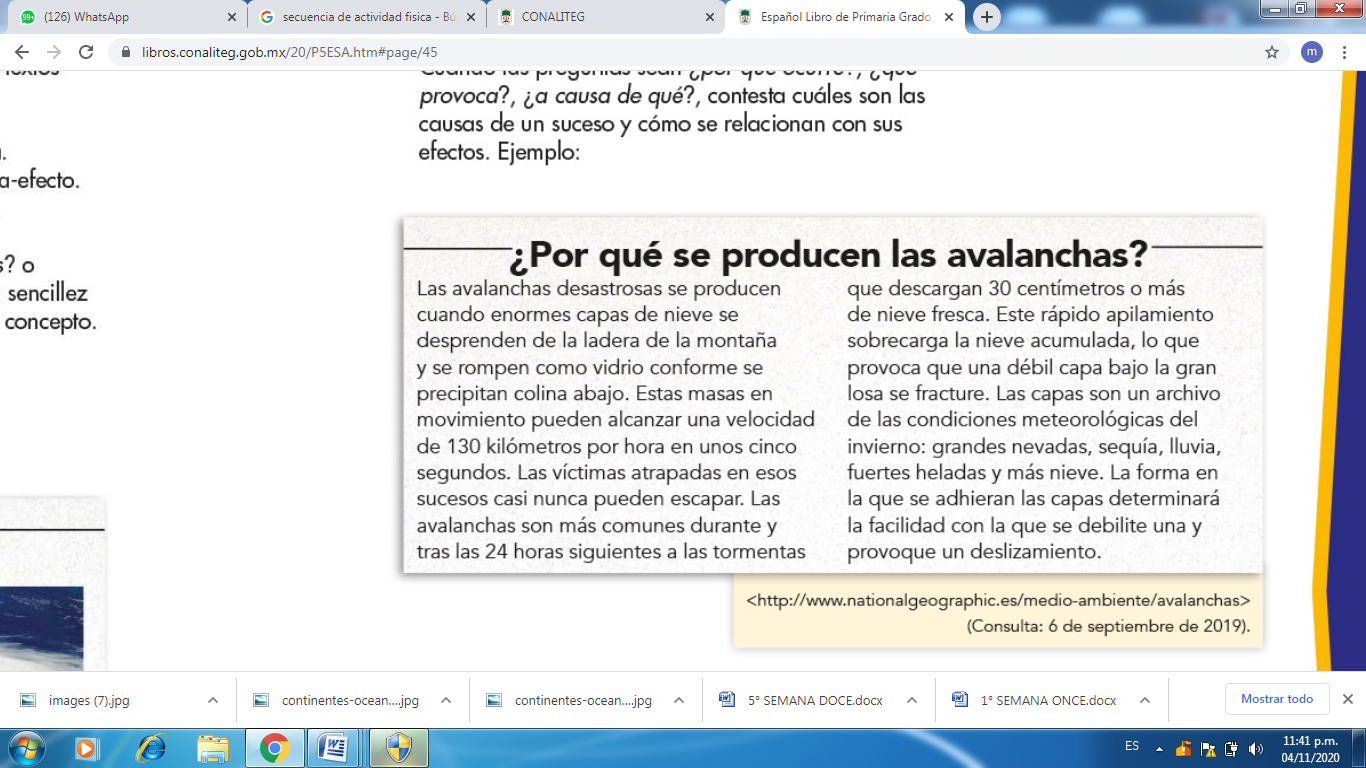 (126) WhatsApp
secuencia de actividad fisica - Bú
CONALITEG
Español Libro de Primaria Grado
libros.conaliteg.gob.mx/20/P5ESA.htm#page/45
m
provoca?, ¿a causa de qué?, contesta cuáles son las
causas de un suceso y cómo se relacionan con sus
efectos. Ejemplo:
a-efecto.
s? o
sencillez
concepto.
¿Por qué se producen las avalanchas?
Las avalanchas desastrosas se producen
cuando enormes capas de nieve se
desprenden de la ladera de la montaña
y se rompen como vidrio conforme se
precipitan colina abajo. Estas masas en
movimiento pueden alcanzar una velocidad
de 130 kilómetros por hora en unos cinco
segundos. Las víctimas atrapadas en esos
sucesos casi nunca pueden escapar. Las
avalanchas son más comunes durante y
tras las 24 horas siguientes a las tormentas
que descargan 30 centímetros o más
de nieve fresca. Este rápido apilamiento
sobrecarga la nieve acumulada, lo que
provoca que una débil capa bajo la gran
losa se fracture. Las capas son un archivo
de las condiciones meteorológicas del
invierno: grandes nevadas, sequía, lluvia,
fuertes heladas y más nieve. La forma en
la que se adhieran las capas determinará
la facilidad con la que se debilite una y
provoque un deslizamiento.
<http://www.nationalgeographic.es/medio-ambiente/avalanchas>
(Consulta: 6 de septiembre de 2019).
images (7).jpg
continentes-ocean....jpg
continentes-ocean....jpg
5° SEMANA DOCE.docx
1° SEMANA ONCE.docx
Mostrar todo
ES
11:41 p.m.
04/11/2020